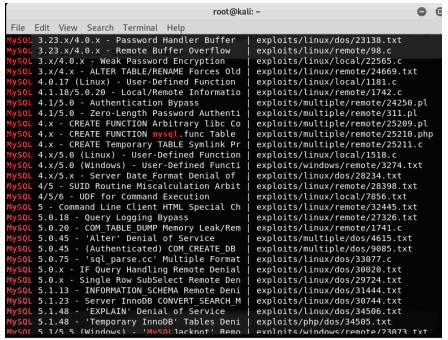 root@kali: ~
File Edit View Search Terminal Help
MySQL 3.23.x/4.0.x - Password Handler Buffer | exploits/linux/dos/23138.txt
MySQL 3.23.x/4.0.x - Remote Buffer Overflow | exploits/linux/remote/98.c
MySQL 3.x/4.0.x - Weak Password Encryption | exploits/linux/local/22565.c
MySQL 3.x/4.x - ALTER TABLE/RENAME Forces Old | exploits/linux/remote/24669.txt
MySQL 4.0.17 (Linux) - User-Defined Function | exploits/linux/local/1181.c
MySQL 4.1.18/5.0.20 - Local/Remote Informatio | exploits/linux/remote/1742.c
MySQL 4.1/5.0 - Authentication Bypass | exploits/multiple/remote/24250.pl
MySQL 4.1/5.0 - Zero-Length Password Authenti | exploits/multiple/remote/311.pl
MySQL 4.x - CREATE FUNCTION Arbitrary libc Co | exploits/multiple/remote/25209.pl
MySQL 4.x - CREATE FUNCTION mysql.func Table | exploits/multiple/remote/25210.php
MySQL 4.x - CREATE Temporary TABLE Symlink Pr | exploits/multiple/remote/25211.c
MySQL 4.x/5.0 (Linux) - User-Defined Function | exploits/linux/local/1518.c
MySQL 4.x/5.0 (Windows) - User-Defined Functi | exploits/windows/remote/3274.txt
MySQL 4.x/5.x - Server Date_Format Denial of | exploits/linux/dos/28234.txt
MySQL 4/5 - SUID Routine Miscalculation Arbit | exploits/linux/remote/28398.txt
MySQL 4/5/6 - UDF for Command Execution | exploits/linux/local/7856.txt
MySQL 5 - Command Line Client HTML Special Ch | exploits/linux/remote/32445.txt
MySQL 5.0.18 - Query Logging Bypass | exploits/linux/remote/27326.txt
MySQL 5.0.20 - COM_TABLE_DUMP Memory Leak/Rem | exploits/linux/remote/1741.c
MySQL 5.0.45 - 'Alter' Denial of Service | exploits/multiple/dos/4615.txt
MySQL 5.0.45 - (Authenticated) COM_CREATE_DB | exploits/multiple/dos/9085.txt
MySQL 5.0.75 - 'sql_parse.cc' Multiple Format | exploits/linux/dos/33077.c
MySQL 5.0.x - IF Query Handling Remote Denial | exploits/linux/dos/30020.txt
MySQL 5.0.x - Single Row SubSelect Remote Den | exploits/linux/dos/29724.txt
MySQL 5.1.13 - INFORMATION_SCHEMA Remote Deni | exploits/linux/dos/31444.txt
MySQL 5.1.23 - Server InnoDB CONVERT_SEARCH_M | exploits/linux/dos/30744.txt
MySQL 5.1.48 - 'EXPLAIN' Denial of Service | exploits/linux/dos/34506.txt
MySQL 5.1.48 - 'Temporary InnoDB' Tables Deni | exploits/php/dos/34505.txt
MySQL 5.1/5.5 (Windows) - 'MySQLJackpot' Remo | exploits/windows/remote/23073.txt